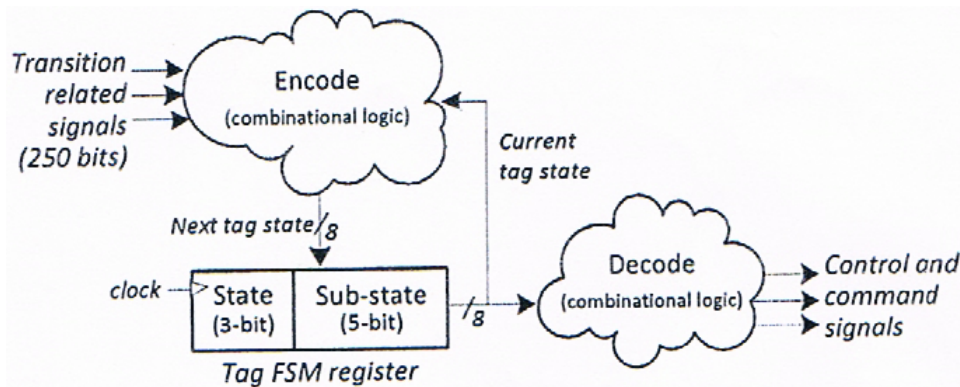 Transition
related
signals
(250 bits)
Encode
(combinational logic)
Current
tag state
Next tag state
8
clock
State
(3-bit)
Sub-state
(5-bit)
8
Tag FSM register
Decode
(combinational logic)
Control and
command
signals